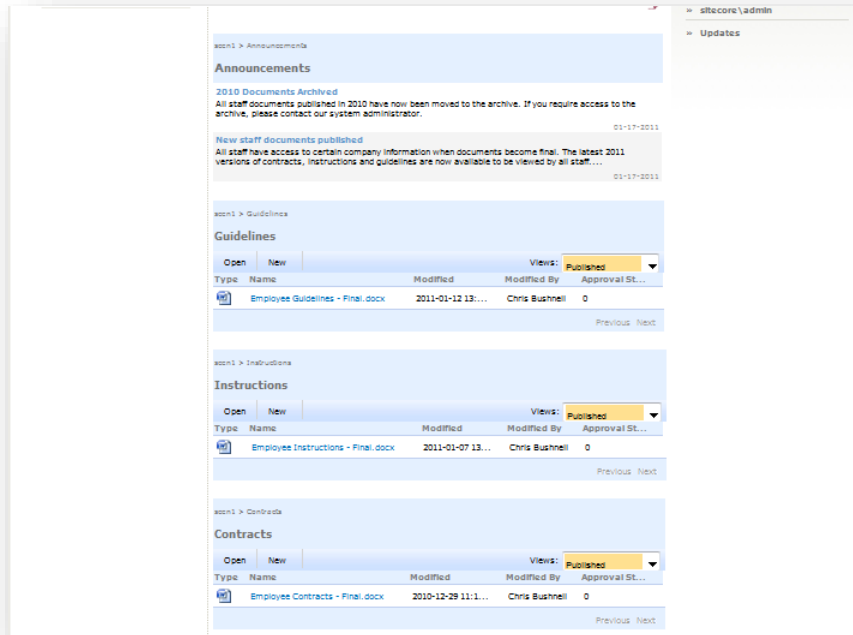 » sitecore\admin
» Updates
scen1 > Announcements
Announcements
2010 Documents Archived
All staff documents published in 2010 have now been moved to the archive. If you require access to the
archive, please contact our system administrator.
01-17-2011
New staff documents published
All staff have access to certain company information when documents become final. The latest 2011
versions of contracts, instructions and guidelines are now available to be viewed by all staff....
01-17-2011
scen1 > Guidelines
Guidelines
Open New Views: Published
Type Name Modified Modified By Approval St...
Employee Guidelines - Final.docx 2011-01-12 13:... Chris Bushnell 0
Previous Next
scen1 > Instructions
Instructions
Open New Views: Published
Type Name Modified Modified By Approval St...
Employee Instructions - Final.docx 2011-01-07 13... Chris Bushnell 0
Previous Next
scen1 > Contracts
Contracts
Open New Views: Published
Type Name Modified Modified By Approval St...
Employee Contracts - Final.docx 2010-12-29 11:1... Chris Bushnell 0
Previous Next